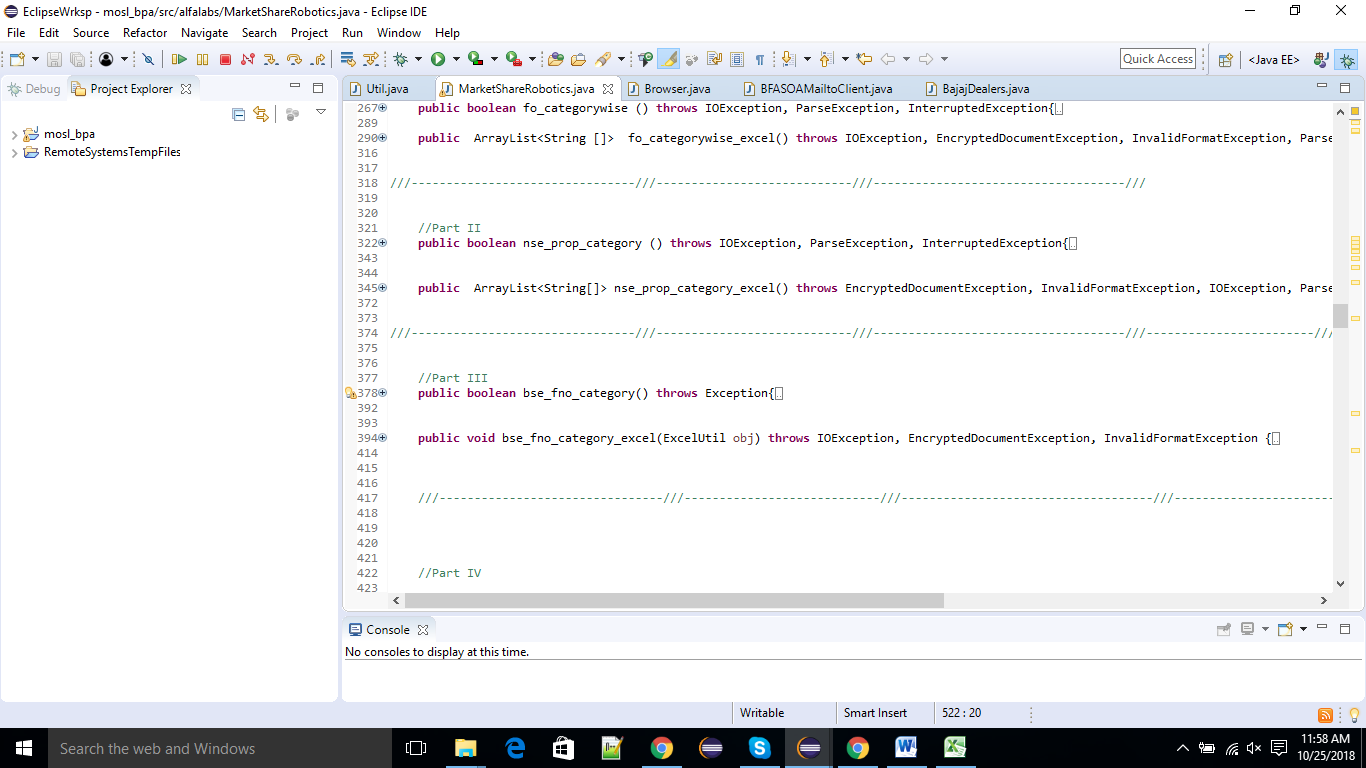 EclipseWrksp - mosl_bpa/src/alfalabs/MarketShareRobotics.java - Eclipse IDE
File Edit Source Refactor Navigate Search Project Run Window Help
Quick Access <Java EE>
Debug Project Explorer
Util.java MarketShareRobotics.java Browser.java BFASOAMailtoClient.java BajajDealers.java
mosl_bpa
RemoteSystemsTempFiles
267 public boolean fo_categorywise () throws IOException, ParseException, InterruptedException{
289
290 public ArrayList<String []> fo_categorywise_excel() throws IOException, EncryptedDocumentException, InvalidFormatException, Parse
316
317
318 ///--------------------------------///----------------------------///------------------------------------///
319
320
321 //Part II
322 public boolean nse_prop_category () throws IOException, ParseException, InterruptedException{
343
344
345 public ArrayList<String[]> nse_prop_category_excel() throws EncryptedDocumentException, InvalidFormatException, IOException, Parse
372
373
374 ///--------------------------------///----------------------------///------------------------------------///------------------------///
375
376
377 //Part III
378 public boolean bse_fno_category() throws Exception{
392
393
394 public void bse_fno_category_excel(ExcelUtil obj) throws IOException, EncryptedDocumentException, InvalidFormatException {
414
415
416
417 ///--------------------------------///----------------------------///------------------------------------///-----------------------
418
419
420
421
422 //Part IV
423
Console
No consoles to display at this time.
Writable Smart Insert 522 : 20
Search the web and Windows
11:58 AM
10/25/2018